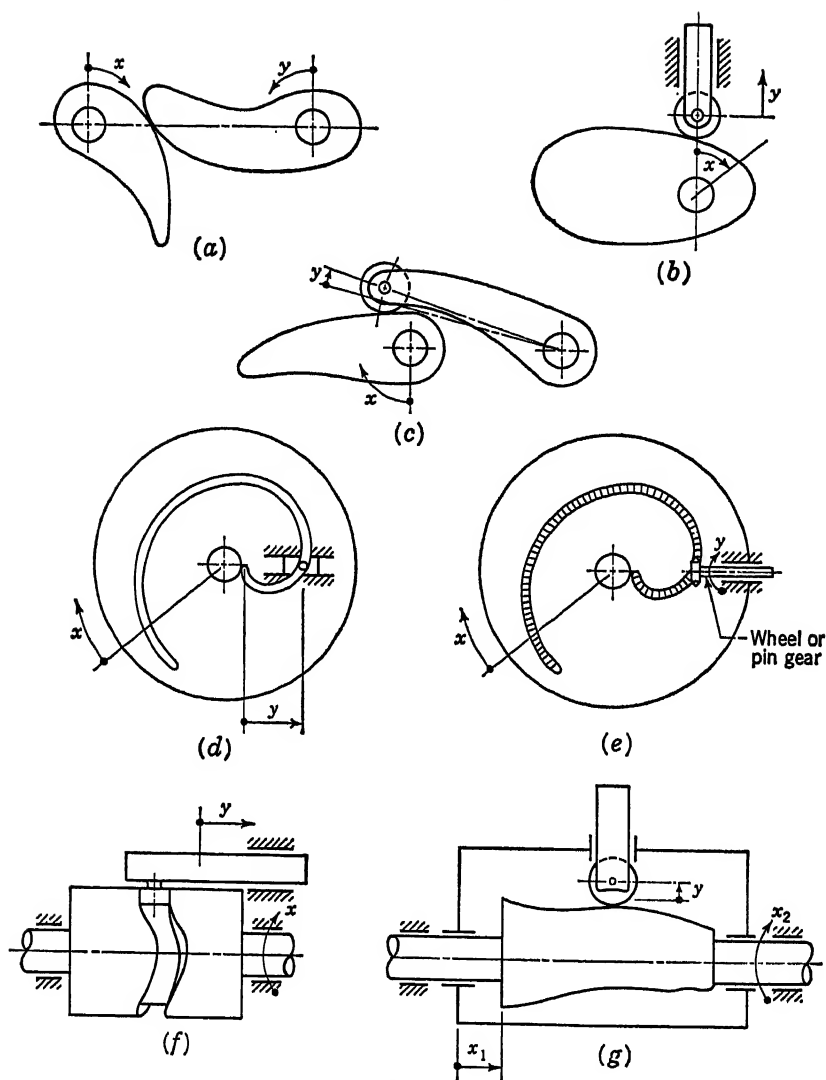 x
y
(a)
y
x
(b)
y
x
(c)
x
y
(d)
y
x
Wheel or
pin gear
(e)
y
x
(f)
y
x₂
x₁
(g)